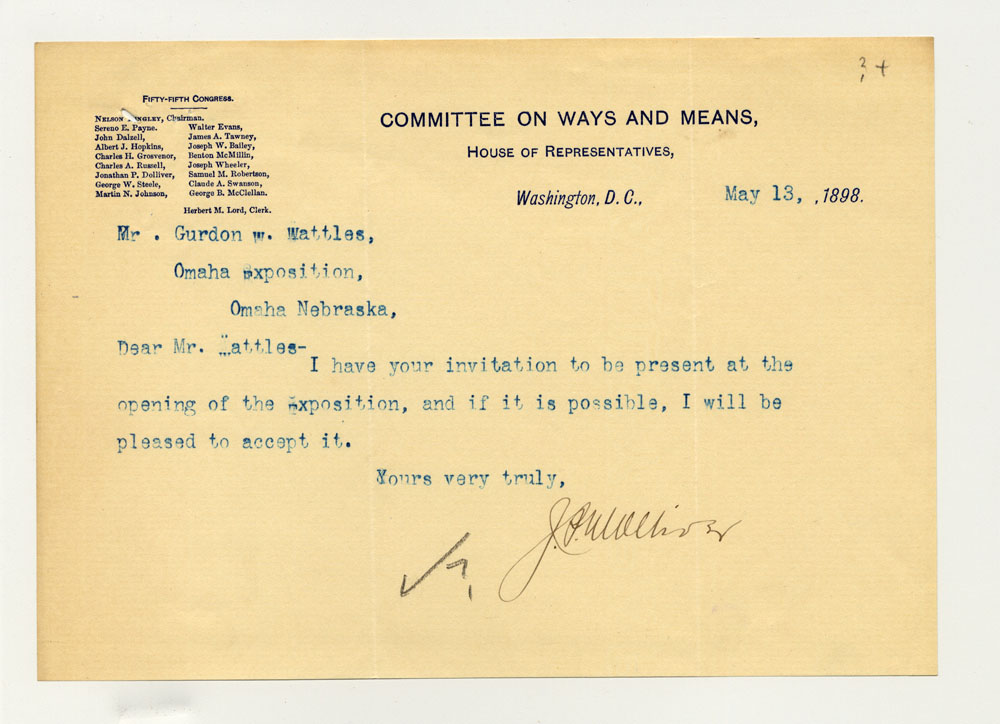 FIFTY-FIFTH CONGRESS.
NELSON DINGLEY, Chairman.
Sereno E. Payne. Walter Evans,
John Dalzell, James A. Tawney,
Albert J. Hopkins, Joseph W. Bailey,
Charles H. Grosvenor, Benton McMillin,
Charles A. Russell, Joseph Wheeler,
Jonathan P. Dolliver, Samuel M. Robertson,
George W. Steele, Claude A. Swanson,
Martin N. Johnson, George B. McClellan.
Herbert M. Lord, Clerk.
COMMITTEE ON WAYS AND MEANS,
HOUSE OF REPRESENTATIVES,
Washington, D. C., May 13, , 1898.
Mr . Gurdon w. Wattles,
Omaha Exposition,
Omaha Nebraska,
Dear Mr. Wattles-
I have your invitation to be present at the
opening of the Exposition, and if it is possible, I will be
pleased to accept it.
Yours very truly,
J. P. Dolliver